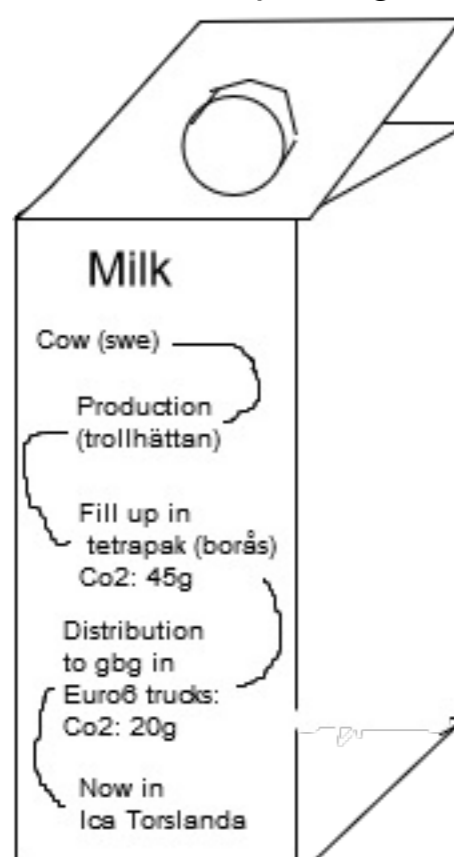 Milk
Cow (swe)
Production
(trollhättan)
Fill up in
tetrapak (borås)
Co2: 45g
Distribution
to gbg in
Euro6 trucks:
Co2: 20g
Now in
Ica Torslanda